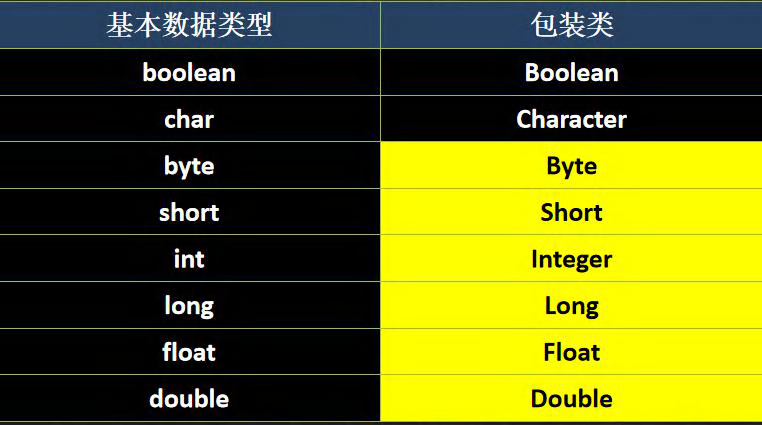 基本数据类型 包装类
boolean Boolean
char Character
byte Byte
short Short
int Integer
long Long
float Float
double Double